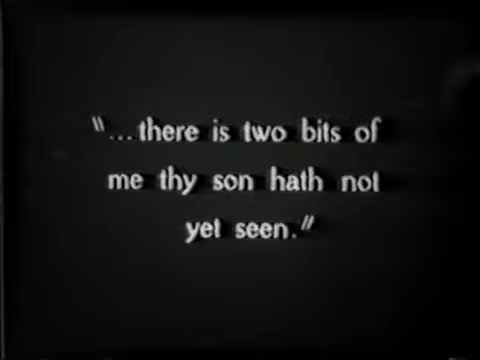 "...there is two bits of
me thy son hath not
yet seen."